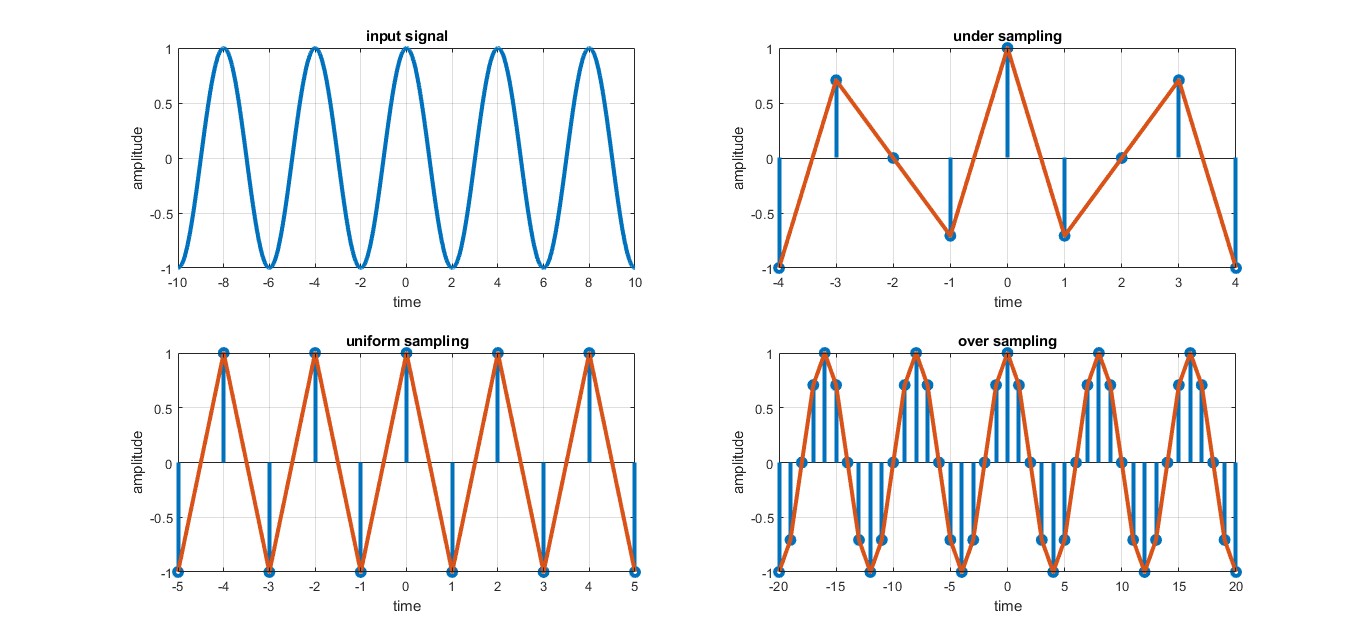 input signal
1
0.5
0
-0.5
-1
amplitude
-10 -8 -6 -4 -2 0 2 4 6 8 10
time
under sampling
1
0.5
0
-0.5
-1
amplitude
-4 -3 -2 -1 0 1 2 3 4
time
uniform sampling
1
0.5
0
-0.5
-1
amplitude
-5 -4 -3 -2 -1 0 1 2 3 4 5
time
over sampling
1
0.5
0
-0.5
-1
amplitude
-20 -15 -10 -5 0 5 10 15 20
time